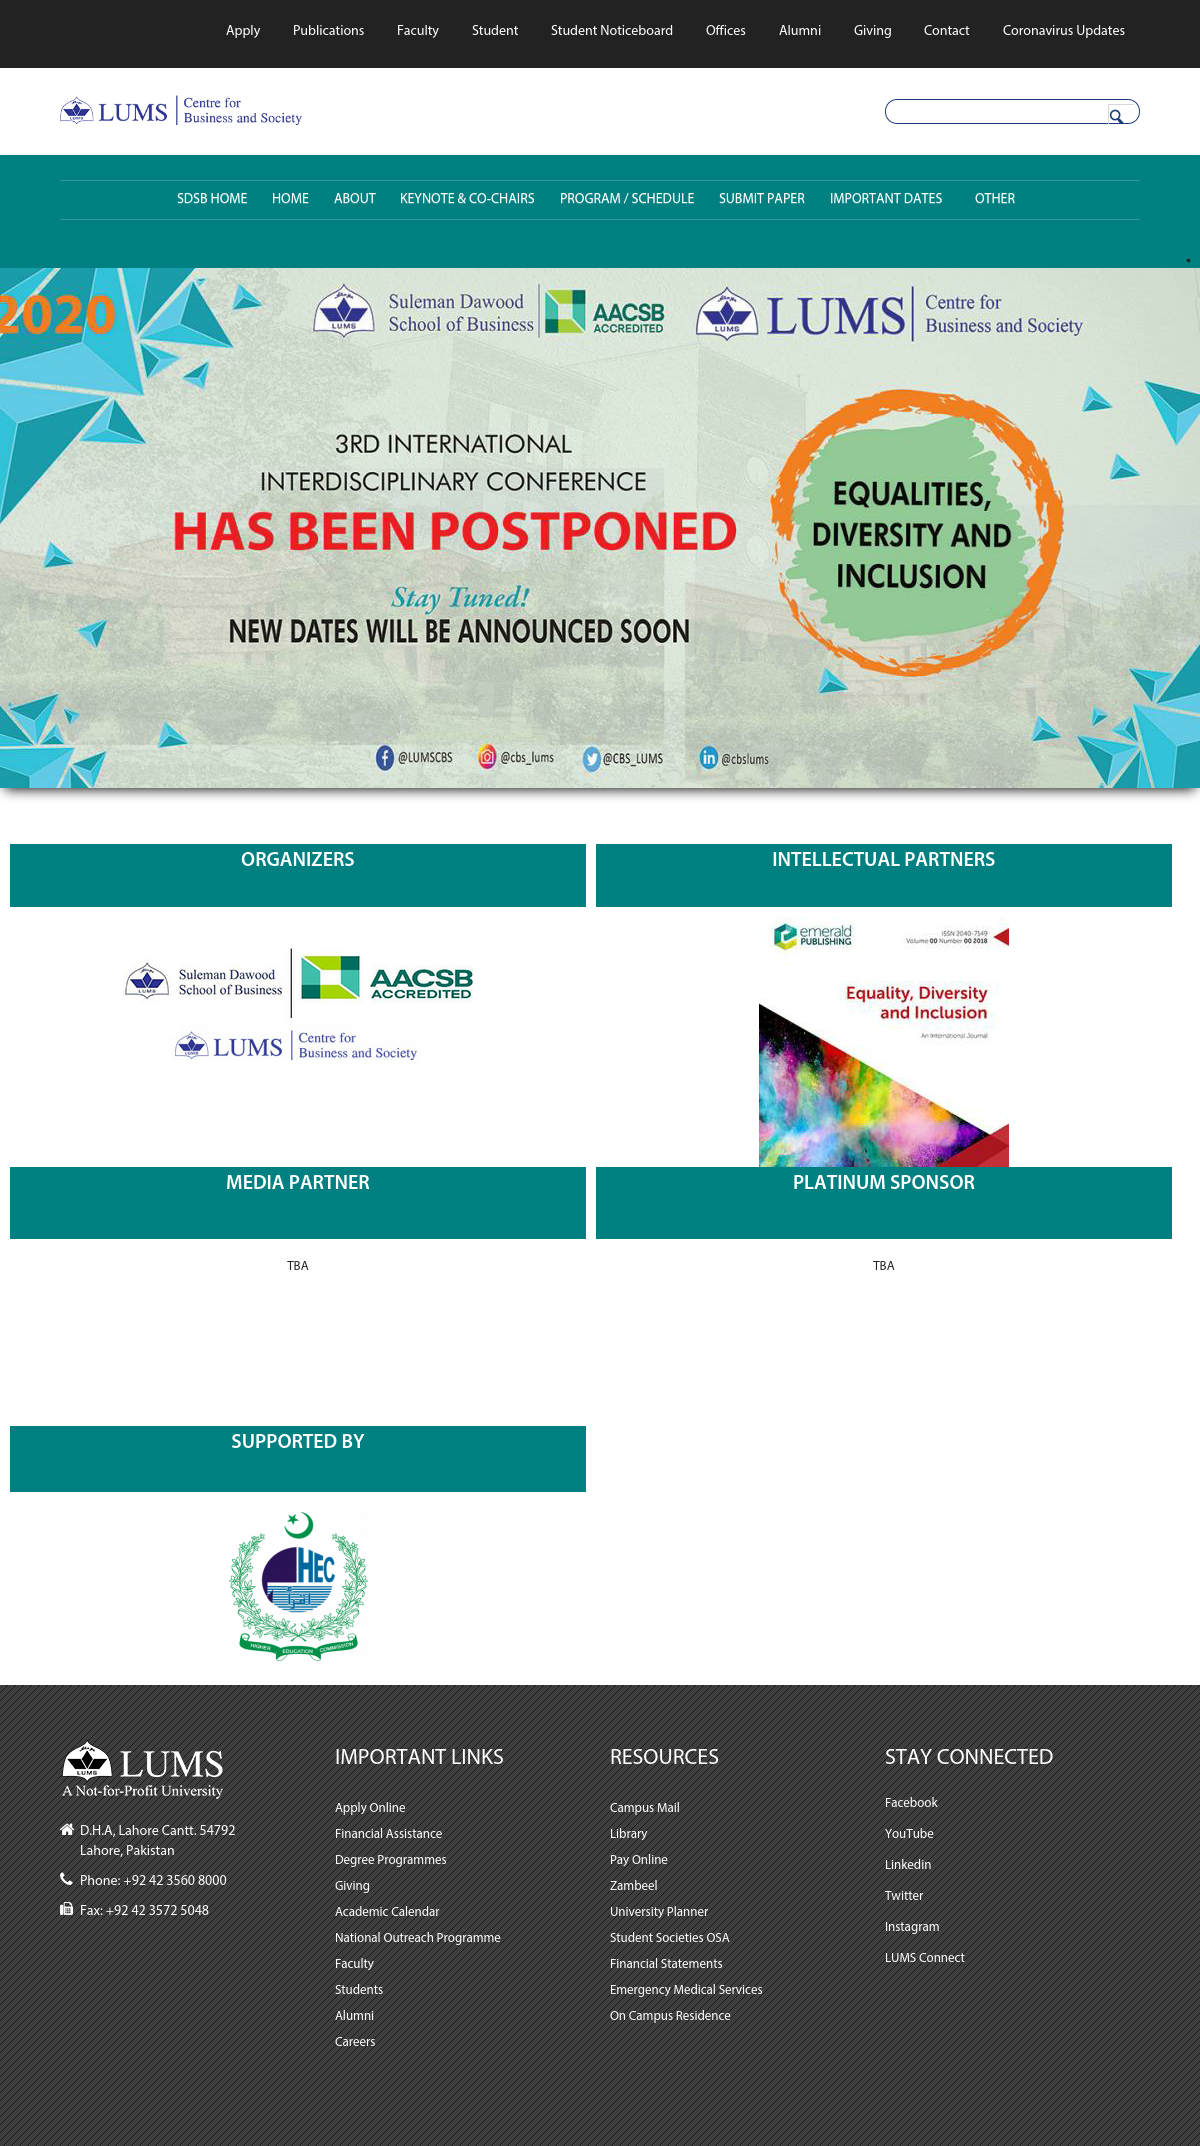 Apply Publications Faculty Student Student Noticeboard Offices Alumni Giving Contact Coronavirus Updates
LUMS Centre for
Business and Society
SDSB HOME HOME ABOUT KEYNOTE & CO-CHAIRS PROGRAM / SCHEDULE SUBMIT PAPER IMPORTANT DATES OTHER
2020
LUMS
Suleman Dawood
School of Business
AACSB
ACCREDITED
LUMS
LUMS
Centre for
Business and Society
3RD INTERNATIONAL
INTERDISCIPLINARY CONFERENCE
HAS BEEN POSTPONED
Stay Tuned!
NEW DATES WILL BE ANNOUNCED SOON
EQUALITIES,
DIVERSITY AND
INCLUSION
@LUMSCBS @cbs_lums @CBS_LUMS @cbslums
ORGANIZERS
LUMS
Suleman Dawood
School of Business
AACSB
ACCREDITED
LUMS Centre for
Business and Society
INTELLECTUAL PARTNERS
emerald
PUBLISHING
ISSN 2040-7149
Volume 00 Number 00 2018
Equality, Diversity
and Inclusion
An International Journal
MEDIA PARTNER
TBA
PLATINUM SPONSOR
TBA
SUPPORTED BY
HEC
اقرأ
HIGHER EDUCATION COMMISSION
LUMS
LUMS
A Not-for-Profit University
D.H.A, Lahore Cantt. 54792
Lahore, Pakistan
Phone: +92 42 3560 8000
Fax: +92 42 3572 5048
IMPORTANT LINKS
Apply Online
Financial Assistance
Degree Programmes
Giving
Academic Calendar
National Outreach Programme
Faculty
Students
Alumni
Careers
RESOURCES
Campus Mail
Library
Pay Online
Zambeel
University Planner
Student Societies OSA
Financial Statements
Emergency Medical Services
On Campus Residence
STAY CONNECTED
Facebook
YouTube
Linkedin
Twitter
Instagram
LUMS Connect